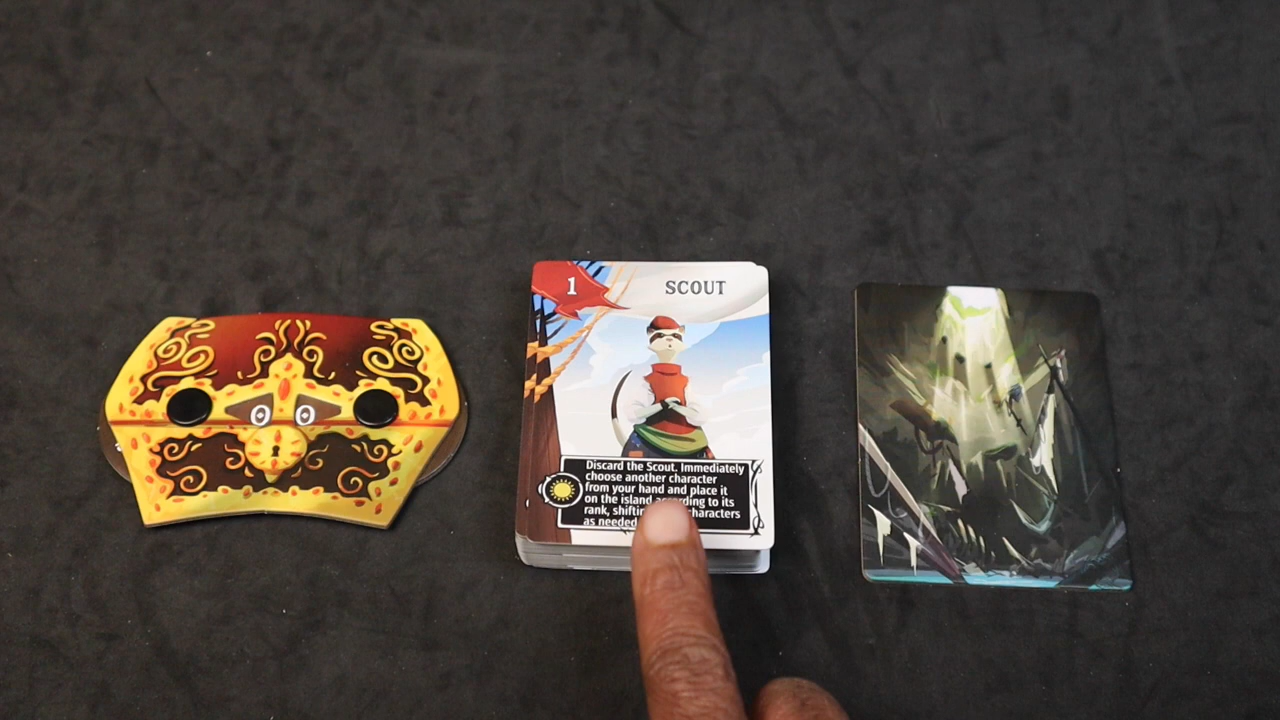 1
SCOUT
Discard the Scout. Immediately
choose another character
from your hand and place it
on the island according to its
rank, characters
as needed